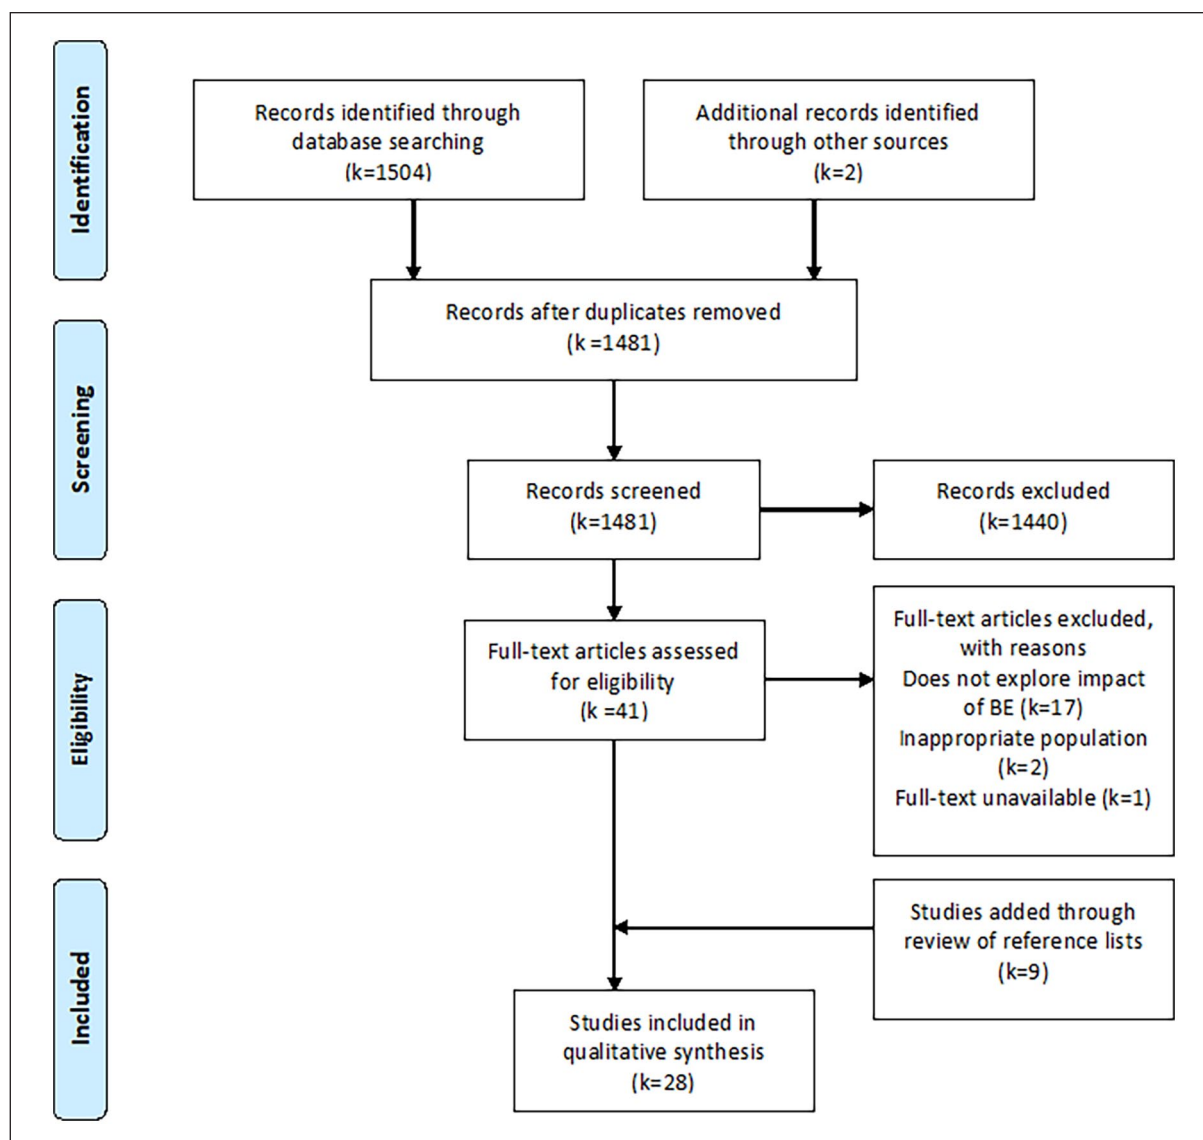 Identification
Records identified through
database searching
(k=1504)
Additional records identified
through other sources
(k=2)
Records after duplicates removed
(k =1481)
Screening
Records screened
(k=1481)
Records excluded
(k=1440)
Eligibility
Full-text articles assessed
for eligibility
(k =41)
Full-text articles excluded,
with reasons
Does not explore impact
of BE (k=17)
Inappropriate population
(k=2)
Full-text unavailable (k=1)
Included
Studies added through
review of reference lists
(k=9)
Studies included in
qualitative synthesis
(k=28)